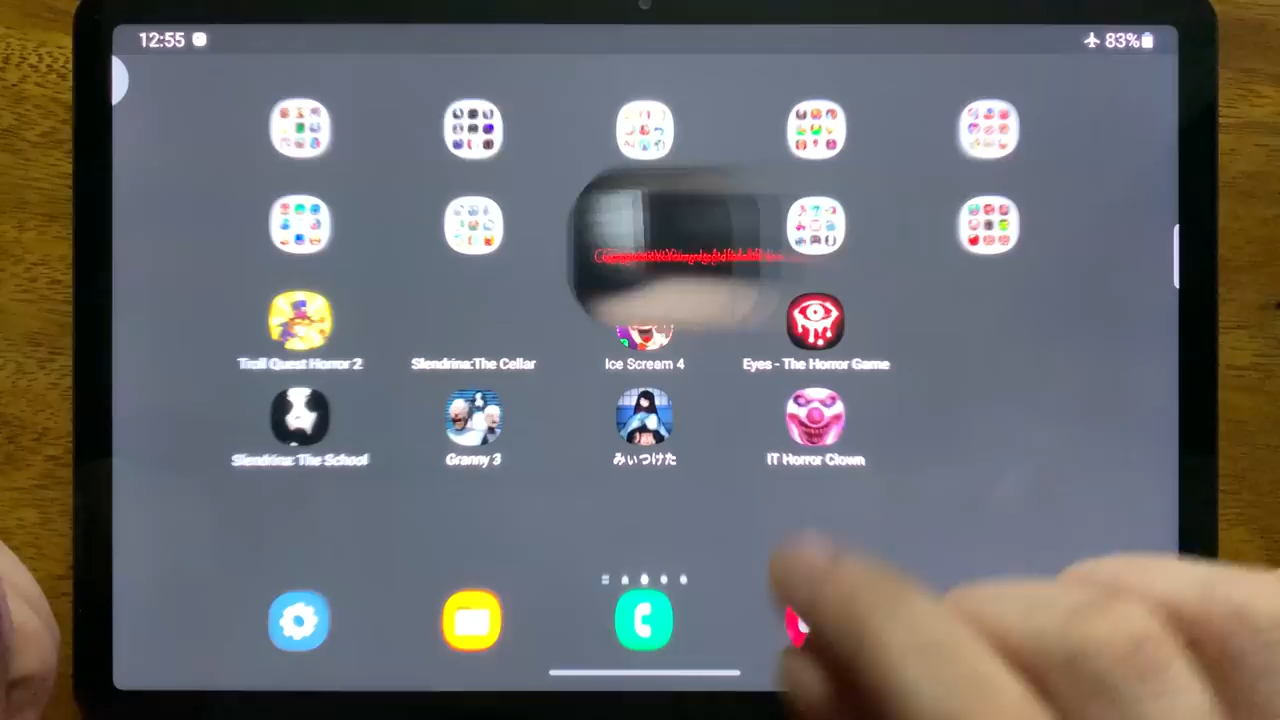 12:55 83%
Troll Quest Horror 2 Slendrina:The Cellar Ice Scream 4 Eyes - The Horror Game
Slendrina: The School Granny 3 みぃつけた IT Horror Clown